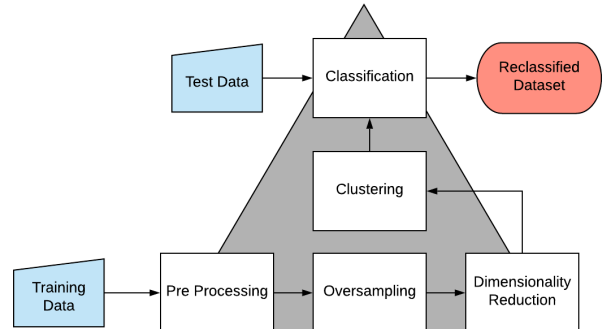 Test Data
Classification
Reclassified
Dataset
Clustering
Training
Data
Pre Processing
Oversampling
Dimensionality
Reduction